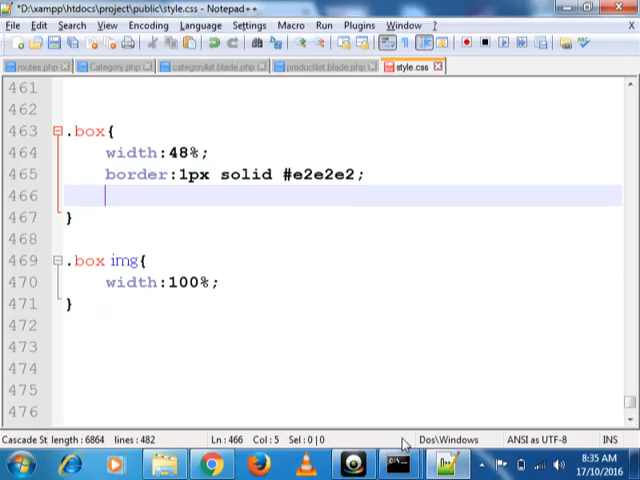 *D:\xampp\htdocs\project\public\style.css - Notepad++
File Edit Search View Encoding Language Settings Macro Run Plugins Window ?
routes.php Category.php categorylist.blade.php productlist.blade.php style.css
461
462
463 .box{
464 width:48%;
465 border:1px solid #e2e2e2;
466
467 }
468
469 .box img{
470 width:100%;
471 }
472
473
474
475
476
Cascade St length : 6864 lines : 482 Ln : 466 Col : 5 Sel : 0 | 0 Dos\Windows ANSI as UTF-8 INS
8:35 AM
17/10/2016